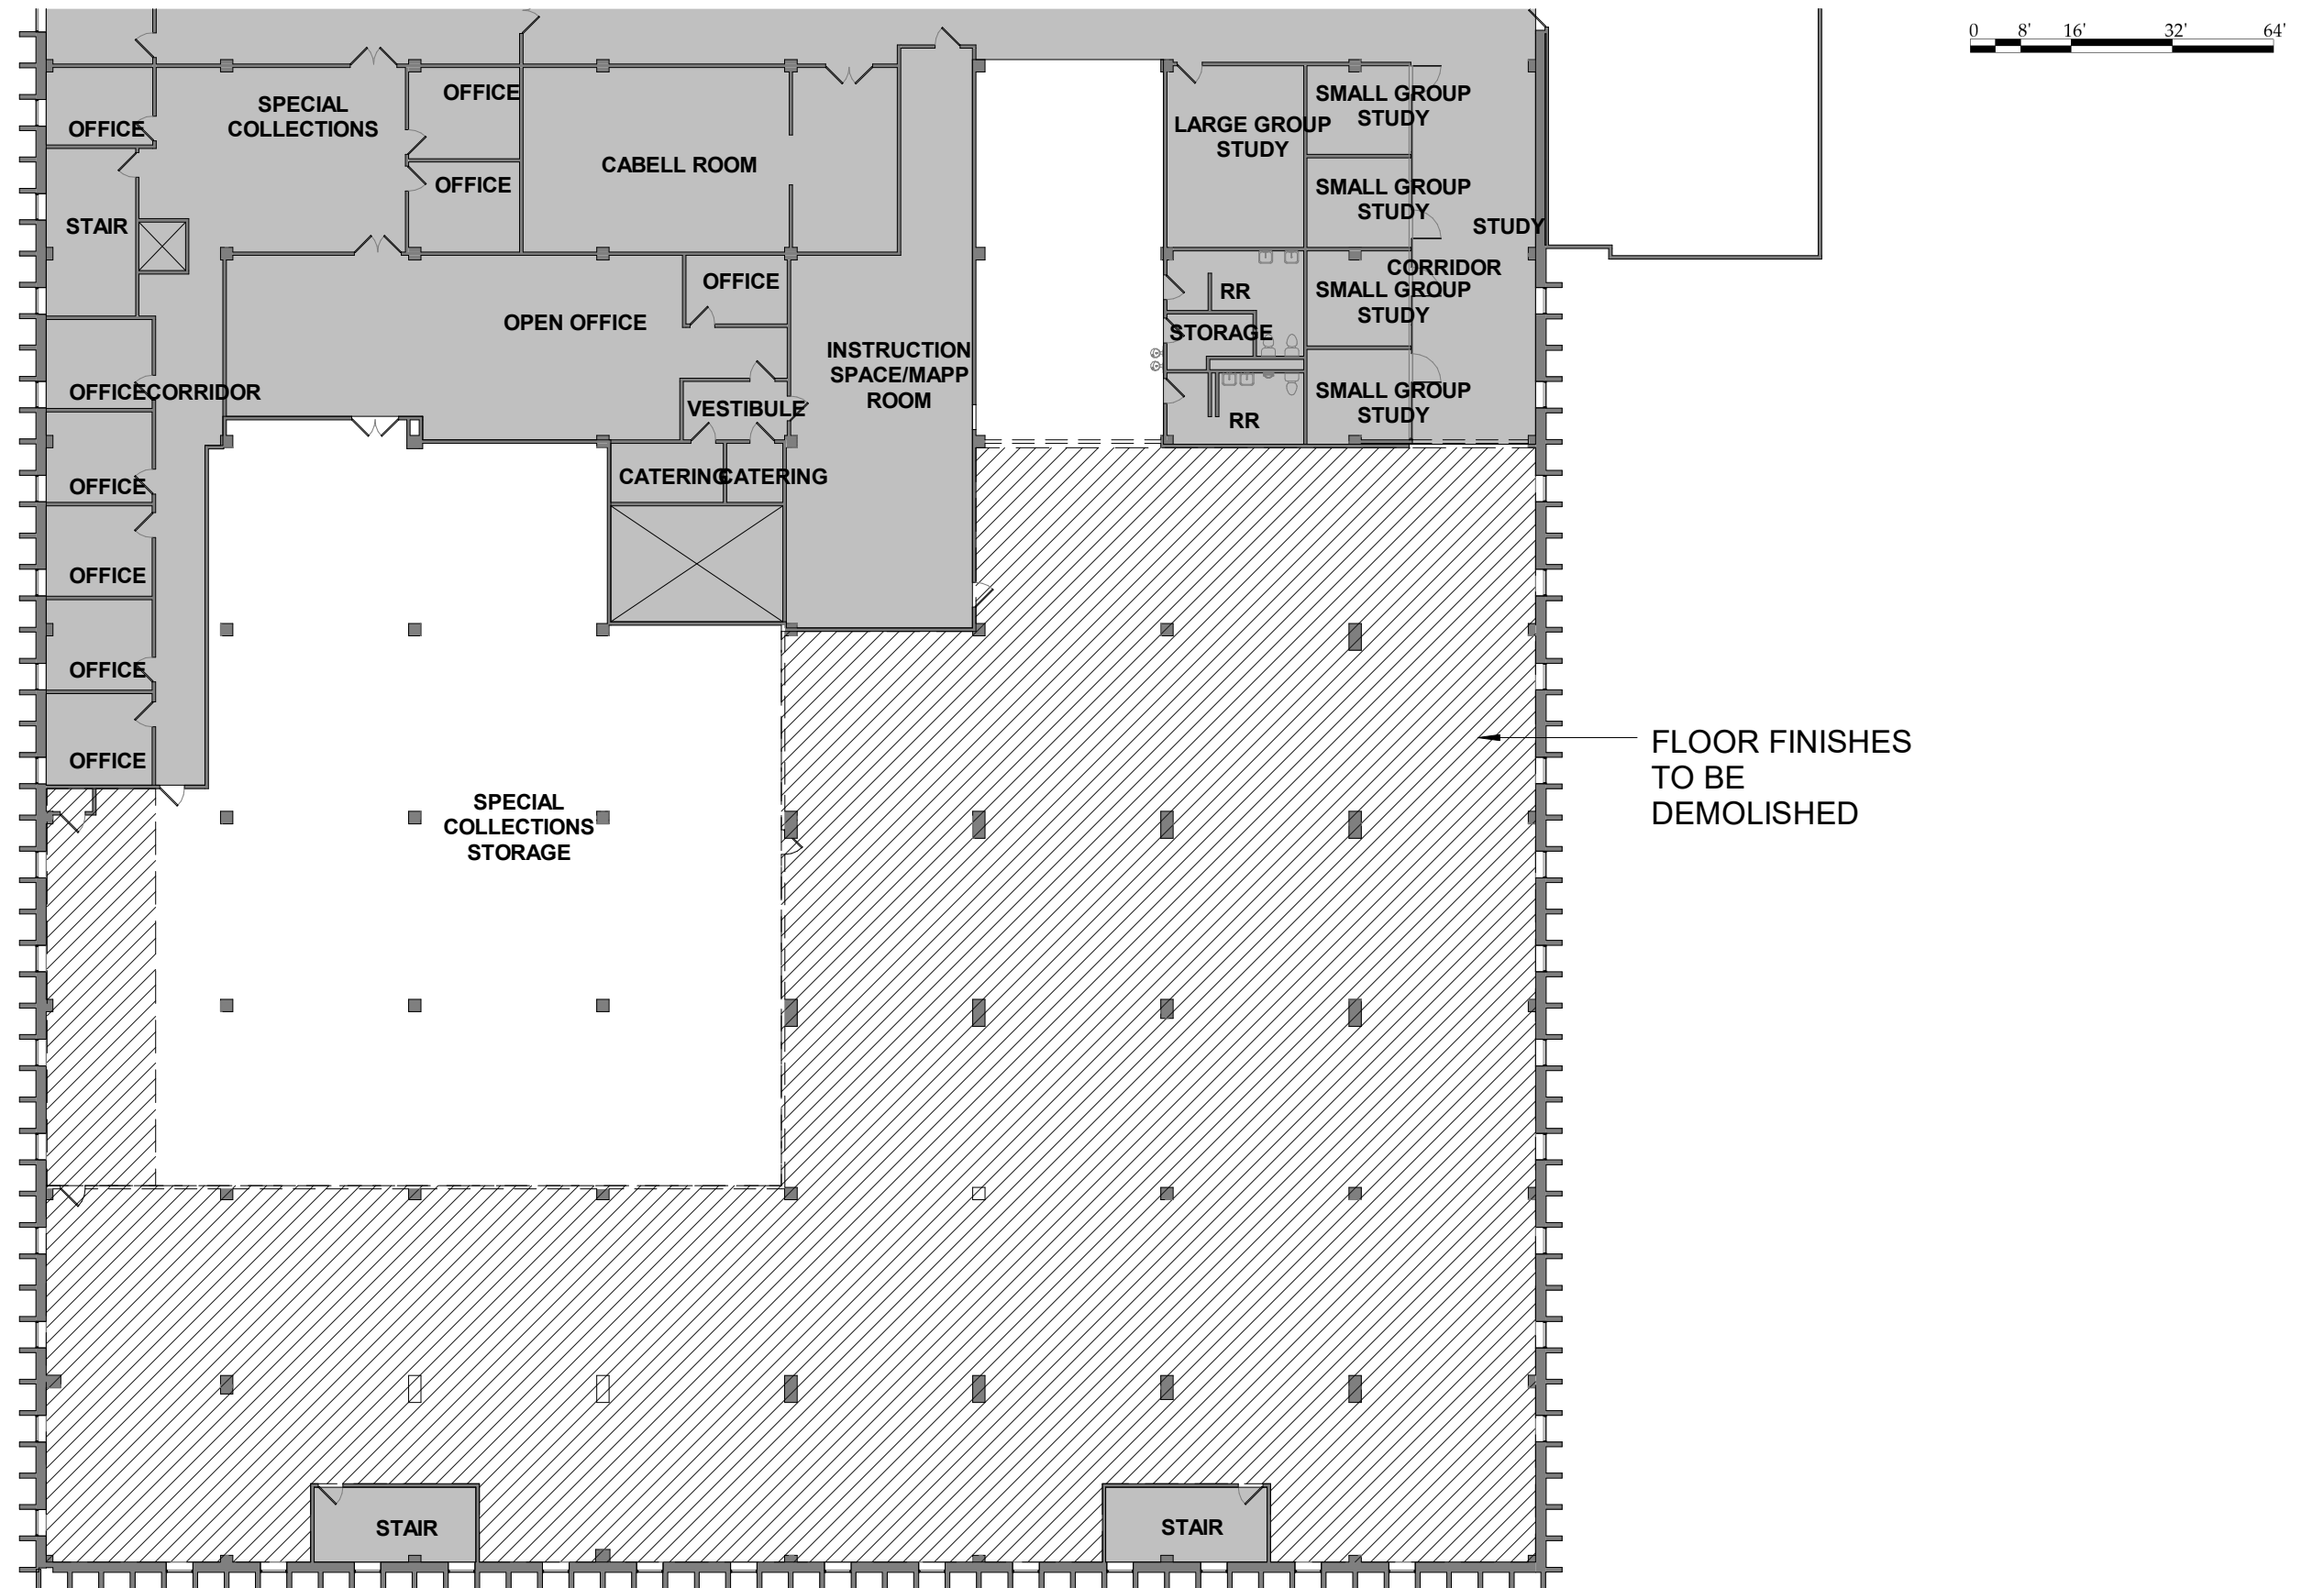 0 8' 16' 32' 64'
OFFICE
SPECIAL
COLLECTIONS
OFFICE
OFFICE
CABELL ROOM
LARGE GROUP
STUDY
SMALL GROUP
STUDY
SMALL GROUP
STUDY
STUDY
CORRIDOR
SMALL GROUP
STUDY
SMALL GROUP
STUDY
STAIR
OFFICE
OPEN OFFICE
RR
STORAGE
RR
INSTRUCTION
SPACE/MAPP
ROOM
OFFICE
CORRIDOR
VESTIBULE
CATERING
CATERING
OFFICE
OFFICE
OFFICE
OFFICE
SPECIAL
COLLECTIONS
STORAGE
FLOOR FINISHES
TO BE
DEMOLISHED
STAIR
STAIR